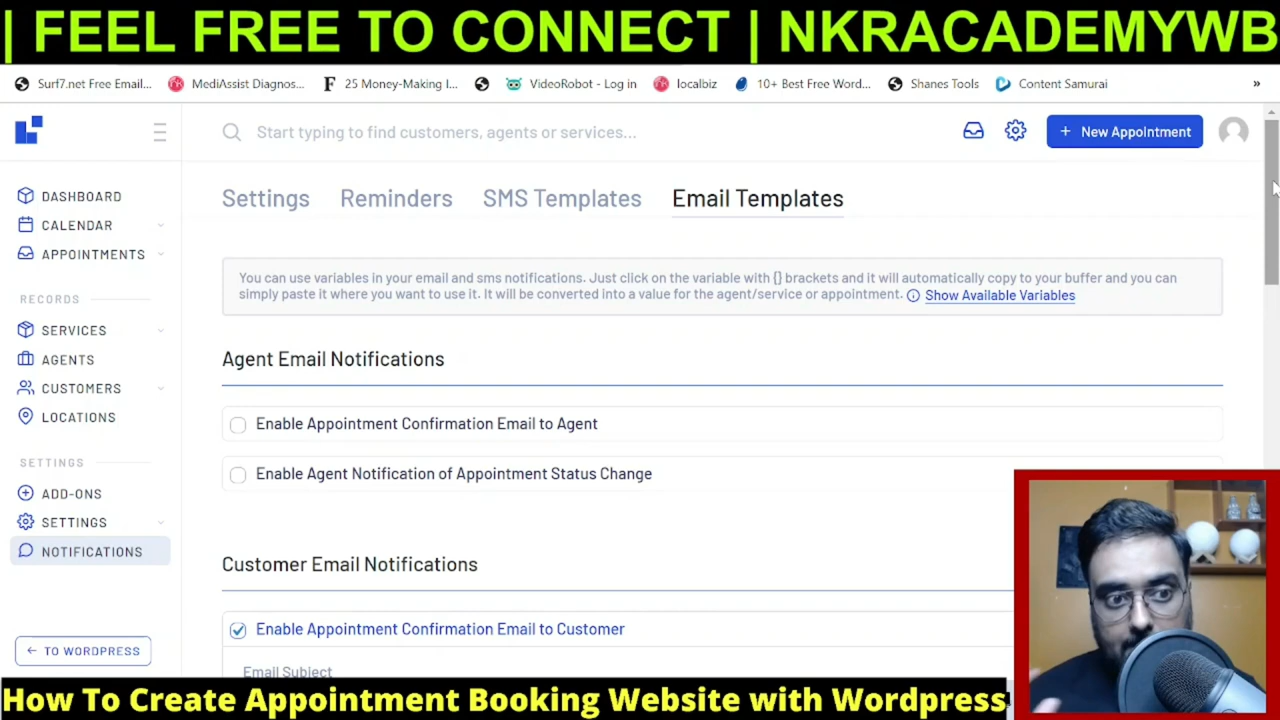 | FEEL FREE TO CONNECT | NKRACADEMYWB
Surf7.net Free Email... MediAssist Diagnos... 25 Money-Making I... VideoRobot - Log in localbiz 10+ Best Free Word... Shanes Tools Content Samurai »
Start typing to find customers, agents or services...
+ New Appointment
DASHBOARD
CALENDAR
APPOINTMENTS
RECORDS
SERVICES
AGENTS
CUSTOMERS
LOCATIONS
SETTINGS
ADD-ONS
SETTINGS
NOTIFICATIONS
← TO WORDPRESS
Settings Reminders SMS Templates Email Templates
You can use variables in your email and sms notifications. Just click on the variable with {} brackets and it will automatically copy to your buffer and you can
simply paste it where you want to use it. It will be converted into a value for the agent/service or appointment. Show Available Variables
Agent Email Notifications
Enable Appointment Confirmation Email to Agent
Enable Agent Notification of Appointment Status Change
Customer Email Notifications
Enable Appointment Confirmation Email to Customer
Email Subject
How To Create Appointment Booking Website with Wordpress